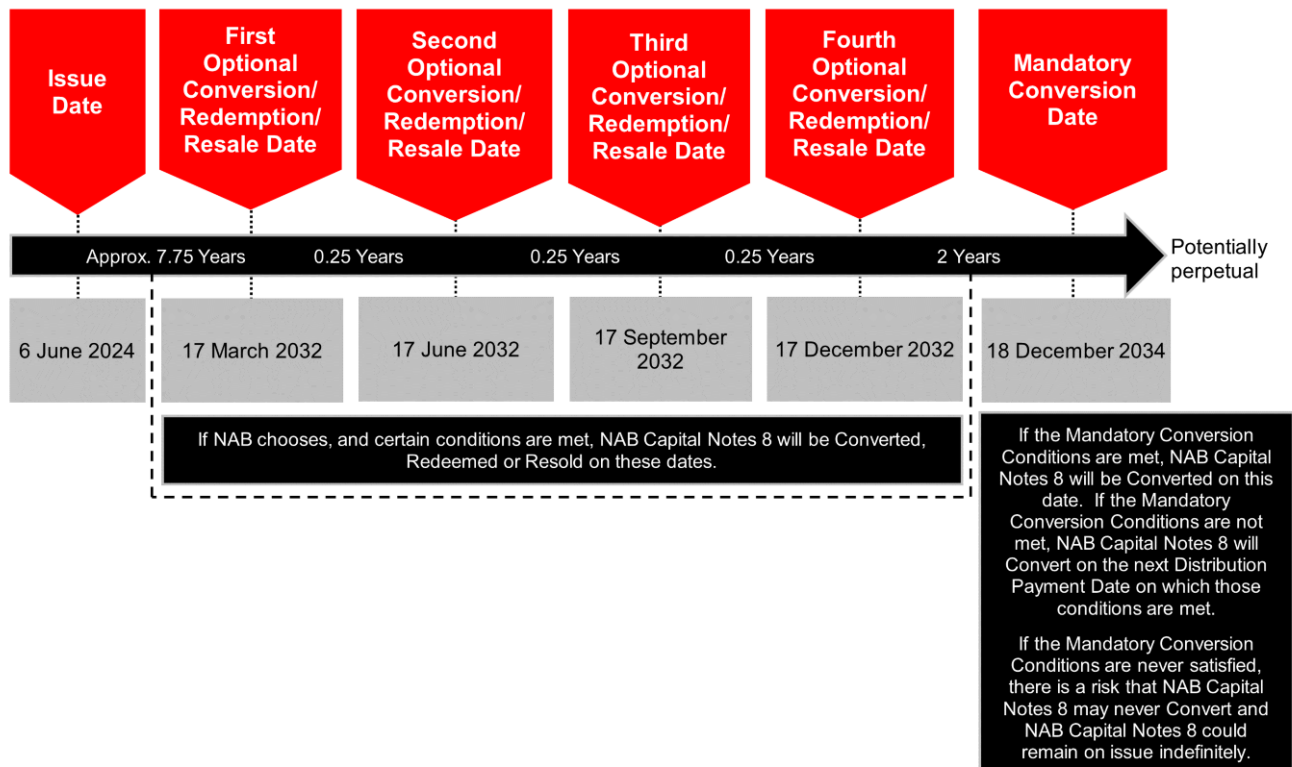 Issue
Date
First
Optional
Conversion/
Redemption/
Resale Date
Second
Optional
Conversion/
Redemption/
Resale Date
Third
Optional
Conversion/
Redemption/
Resale Date
Fourth
Optional
Conversion/
Redemption/
Resale Date
Mandatory
Conversion
Date
Approx. 7.75 Years
0.25 Years
0.25 Years
0.25 Years
2 Years
Potentially
perpetual
6 June 2024
17 March 2032
17 June 2032
17 September
2032
17 December 2032
18 December 2034
If NAB chooses, and certain conditions are met, NAB Capital Notes 8 will be Converted,
Redeemed or Resold on these dates.
If the Mandatory Conversion
Conditions are met, NAB Capital
Notes 8 will be Converted on this
date.  If the Mandatory
Conversion Conditions are not
met, NAB Capital Notes 8 will
Convert on the next Distribution
Payment Date on which those
conditions are met.
If the Mandatory Conversion
Conditions are never satisfied,
there is a risk that NAB Capital
Notes 8 may never Convert and
NAB Capital Notes 8 could
remain on issue indefinitely.